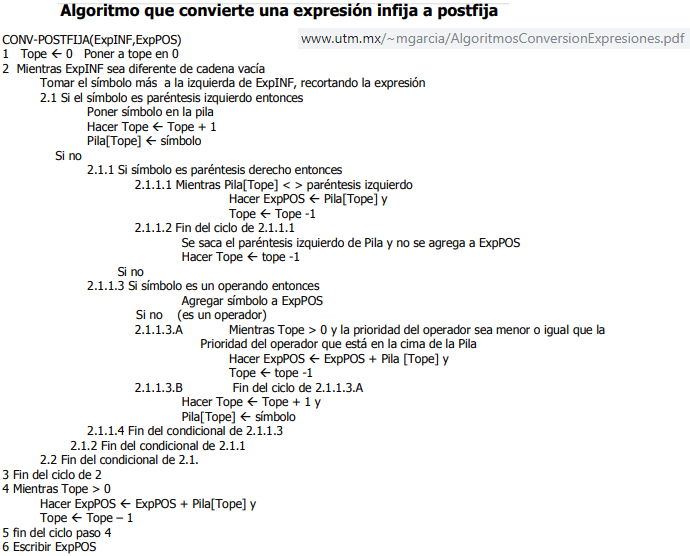 Algoritmo que convierte una expresión infija a postfija
CONV-POSTFIJA(ExpINF,ExpPOS)
www.utm.mx/~mgarcia/AlgoritmosConversionExpresiones.pdf
1 Tope ← 0 Poner a tope en 0
2 Mientras ExpINF sea diferente de cadena vacía
Tomar el símbolo más a la izquierda de ExpINF, recortando la expresión
2.1 Si el símbolo es paréntesis izquierdo entonces
Poner símbolo en la pila
Hacer Tope ← Tope + 1
Pila[Tope] ← símbolo
Si no
2.1.1 Si símbolo es paréntesis derecho entonces
2.1.1.1 Mientras Pila[Tope] < > paréntesis izquierdo
Hacer ExpPOS ← Pila[Tope] y
Tope ← Tope -1
2.1.1.2 Fin del ciclo de 2.1.1.1
Se saca el paréntesis izquierdo de Pila y no se agrega a ExpPOS
Hacer Tope ← tope -1
Si no
2.1.1.3 Si símbolo es un operando entonces
Agregar símbolo a ExpPOS
Si no (es un operador)
2.1.1.3.A Mientras Tope > 0 y la prioridad del operador sea menor o igual que la
Prioridad del operador que está en la cima de la Pila
Hacer ExpPOS ← ExpPOS + Pila [Tope] y
Tope ← tope -1
2.1.1.3.B Fin del ciclo de 2.1.1.3.A
Hacer Tope ← Tope + 1 y
Pila[Tope] ← símbolo
2.1.1.4 Fin del condicional de 2.1.1.3
2.1.2 Fin del condicional de 2.1.1
2.2 Fin del condicional de 2.1.
3 Fin del ciclo de 2
4 Mientras Tope > 0
Hacer ExpPOS ← ExpPOS + Pila[Tope] y
Tope ← Tope – 1
5 fin del ciclo paso 4
6 Escribir ExpPOS